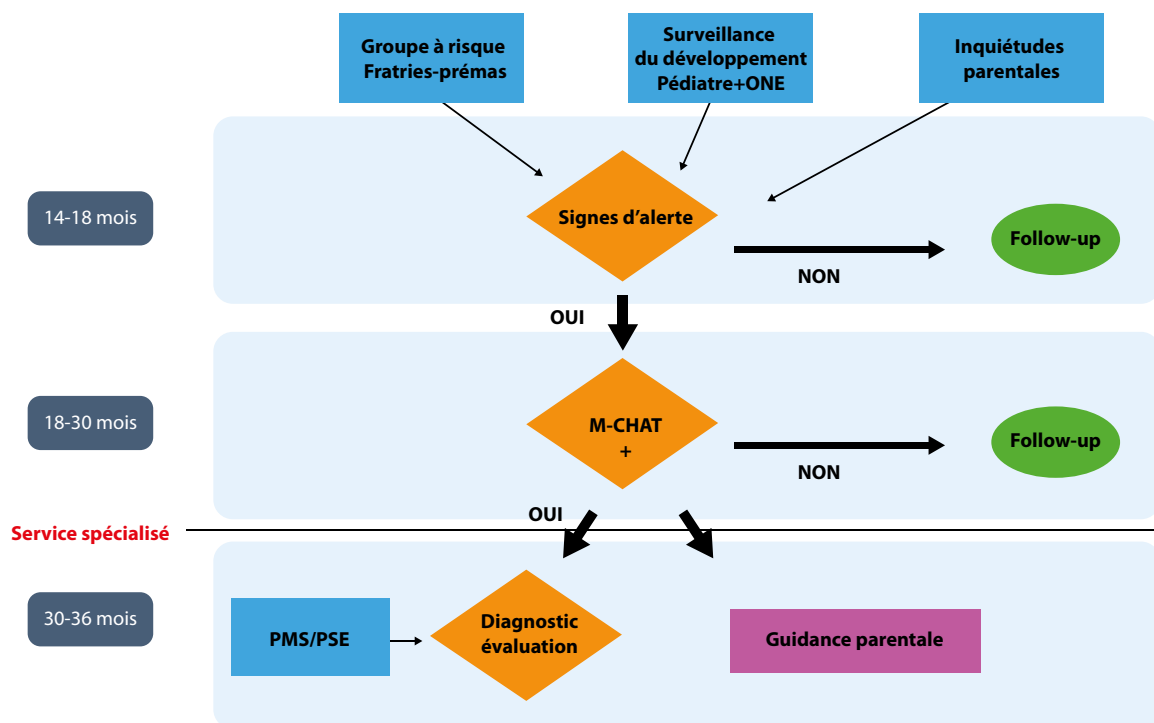 Groupe à risque
Fratries-prémas
Surveillance
du développement
Pédiatre+ONE
Inquiétudes
parentales
14-18 mois
Signes d'alerte
NON
Follow-up
OUI
18-30 mois
M-CHAT
+
NON
Follow-up
OUI
Service spécialisé
30-36 mois
PMS/PSE
Diagnostic
évaluation
Guidance parentale